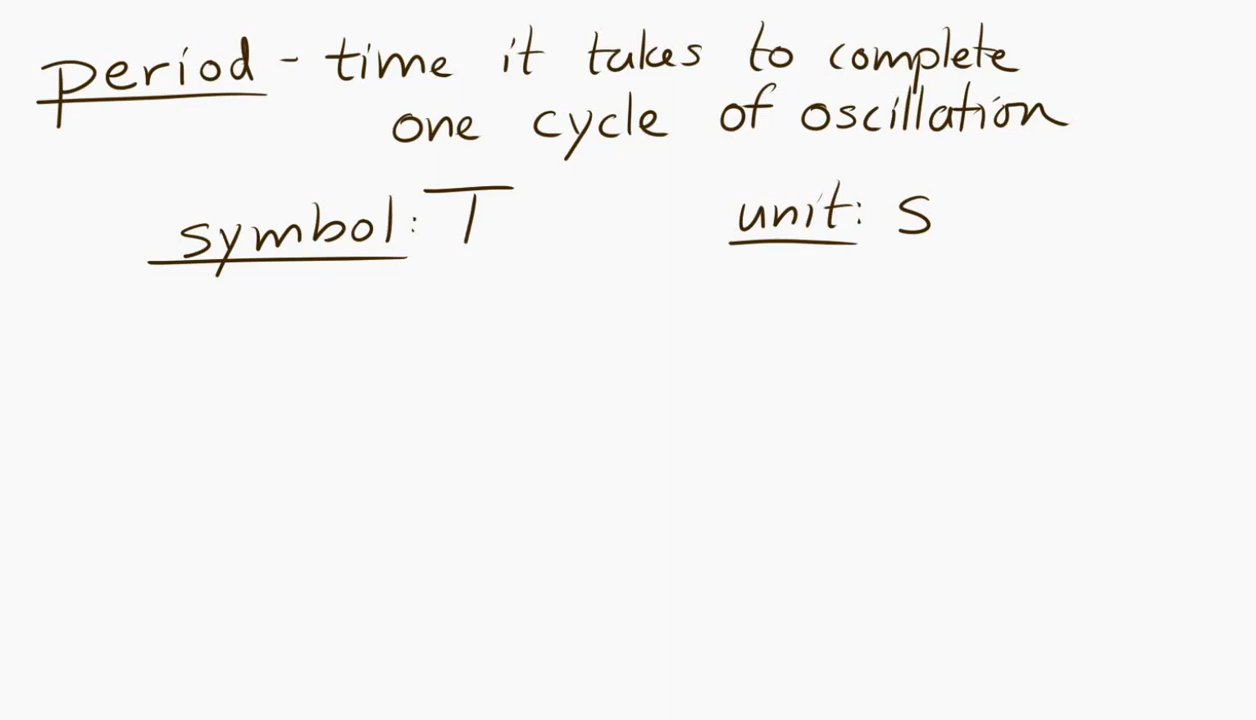 period - time it takes to complete
one cycle of oscillation
symbol: T unit: s